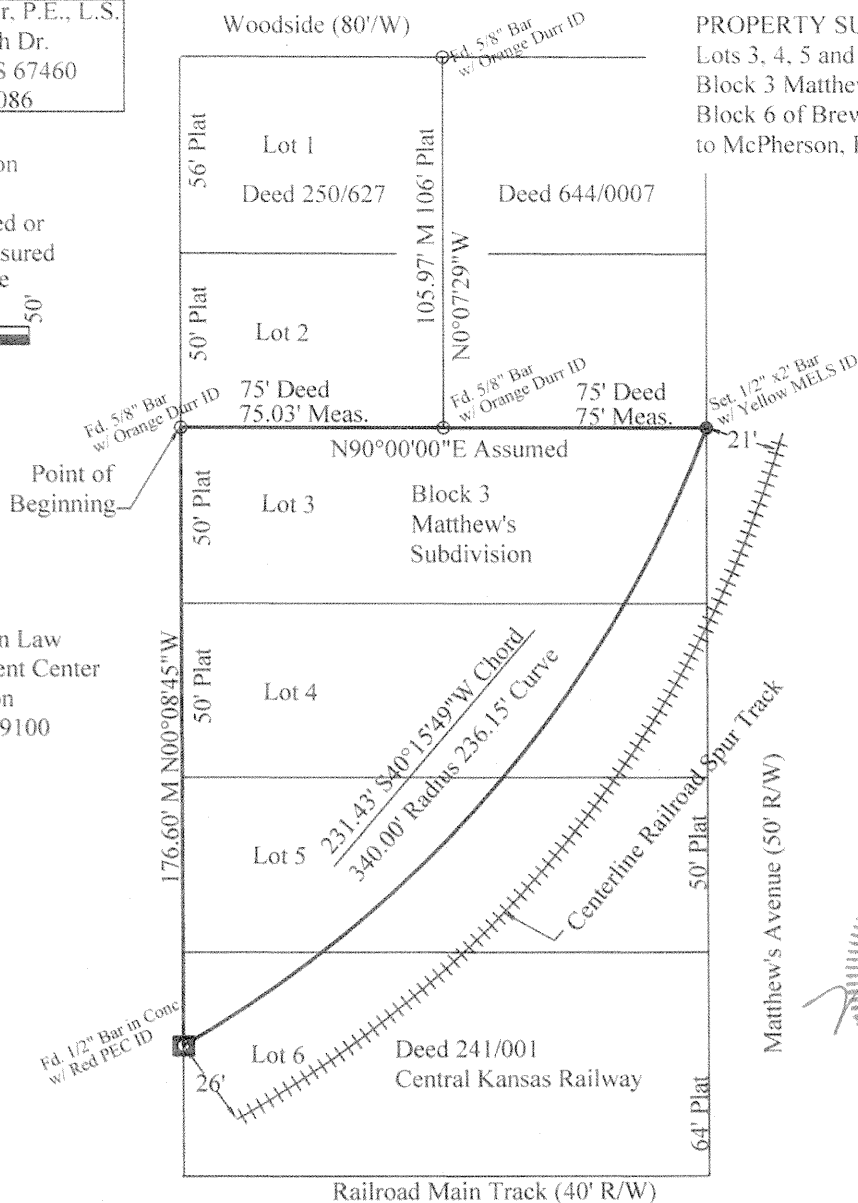 r, P.E., L.S.
h Dr.
S 67460
086
on
ed or
sured
e
50'
n Law
ent Center
on
9100
Woodside (80'/W)
Fd. 5/8" Bar
w/ Orange Durr ID
PROPERTY SU
Lots 3, 4, 5 and
Block 3 Matthew
Block 6 of Brew
to McPherson,
56' Plat
Lot 1
Deed 250/627
105.97' M 106' Plat
N0°07'29"W
Deed 644/0007
50' Plat
Lot 2
Fd. 5/8" Bar
w/ Orange Durr ID
75' Deed
75.03' Meas.
Fd. 5/8" Bar
w/ Orange Durr ID
75' Deed
75' Meas.
Set. 1/2" x2' Bar
w/ Yellow MELS ID
21'
N90°00'00"E Assumed
Point of
Beginning
50' Plat
Lot 3
Block 3
Matthew's
Subdivision
176.60' M N00°08'45"W
50' Plat
Lot 4
231.43' S40°15'49"W Chord
340.00' Radius 236.15' Curve
Lot 5
Centerline Railroad Spur Track
50' Plat
Matthew's Avenue (50' R/W)
Fd. 1/2" Bar in Conc
w/ Red PEC ID
26'
Lot 6
Deed 241/001
Central Kansas Railway
64' Plat
Railroad Main Track (40' R/W)